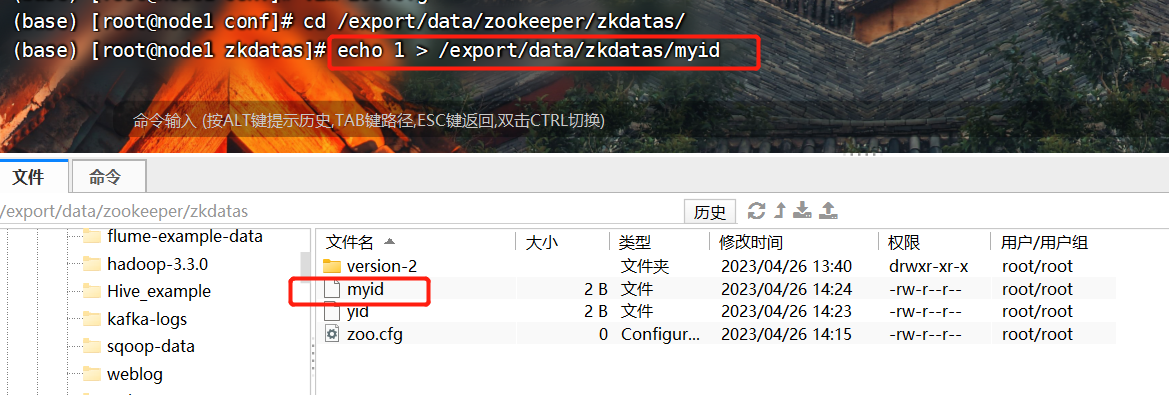 (base) [root@node1 conf]# cd /export/data/zookeeper/zkdatas/
(base) [root@node1 zkdatas]# echo 1 > /export/data/zkdatas/myid
命令输入 (按ALT键提示历史,TAB键路径,ESC键返回,双击CTRL切换)
文件 命令
/export/data/zookeeper/zkdatas 历史
flume-example-data
hadoop-3.3.0
Hive_example
kafka-logs
sqoop-data
weblog
文件名 大小 类型 修改时间 权限 用户/用户组
version-2 文件夹 2023/04/26 13:40 drwxr-xr-x root/root
myid 2 B 文件 2023/04/26 14:24 -rw-r--r-- root/root
yid 2 B 文件 2023/04/26 14:23 -rw-r--r-- root/root
zoo.cfg 0 Configur... 2023/04/26 14:15 -rw-r--r-- root/root